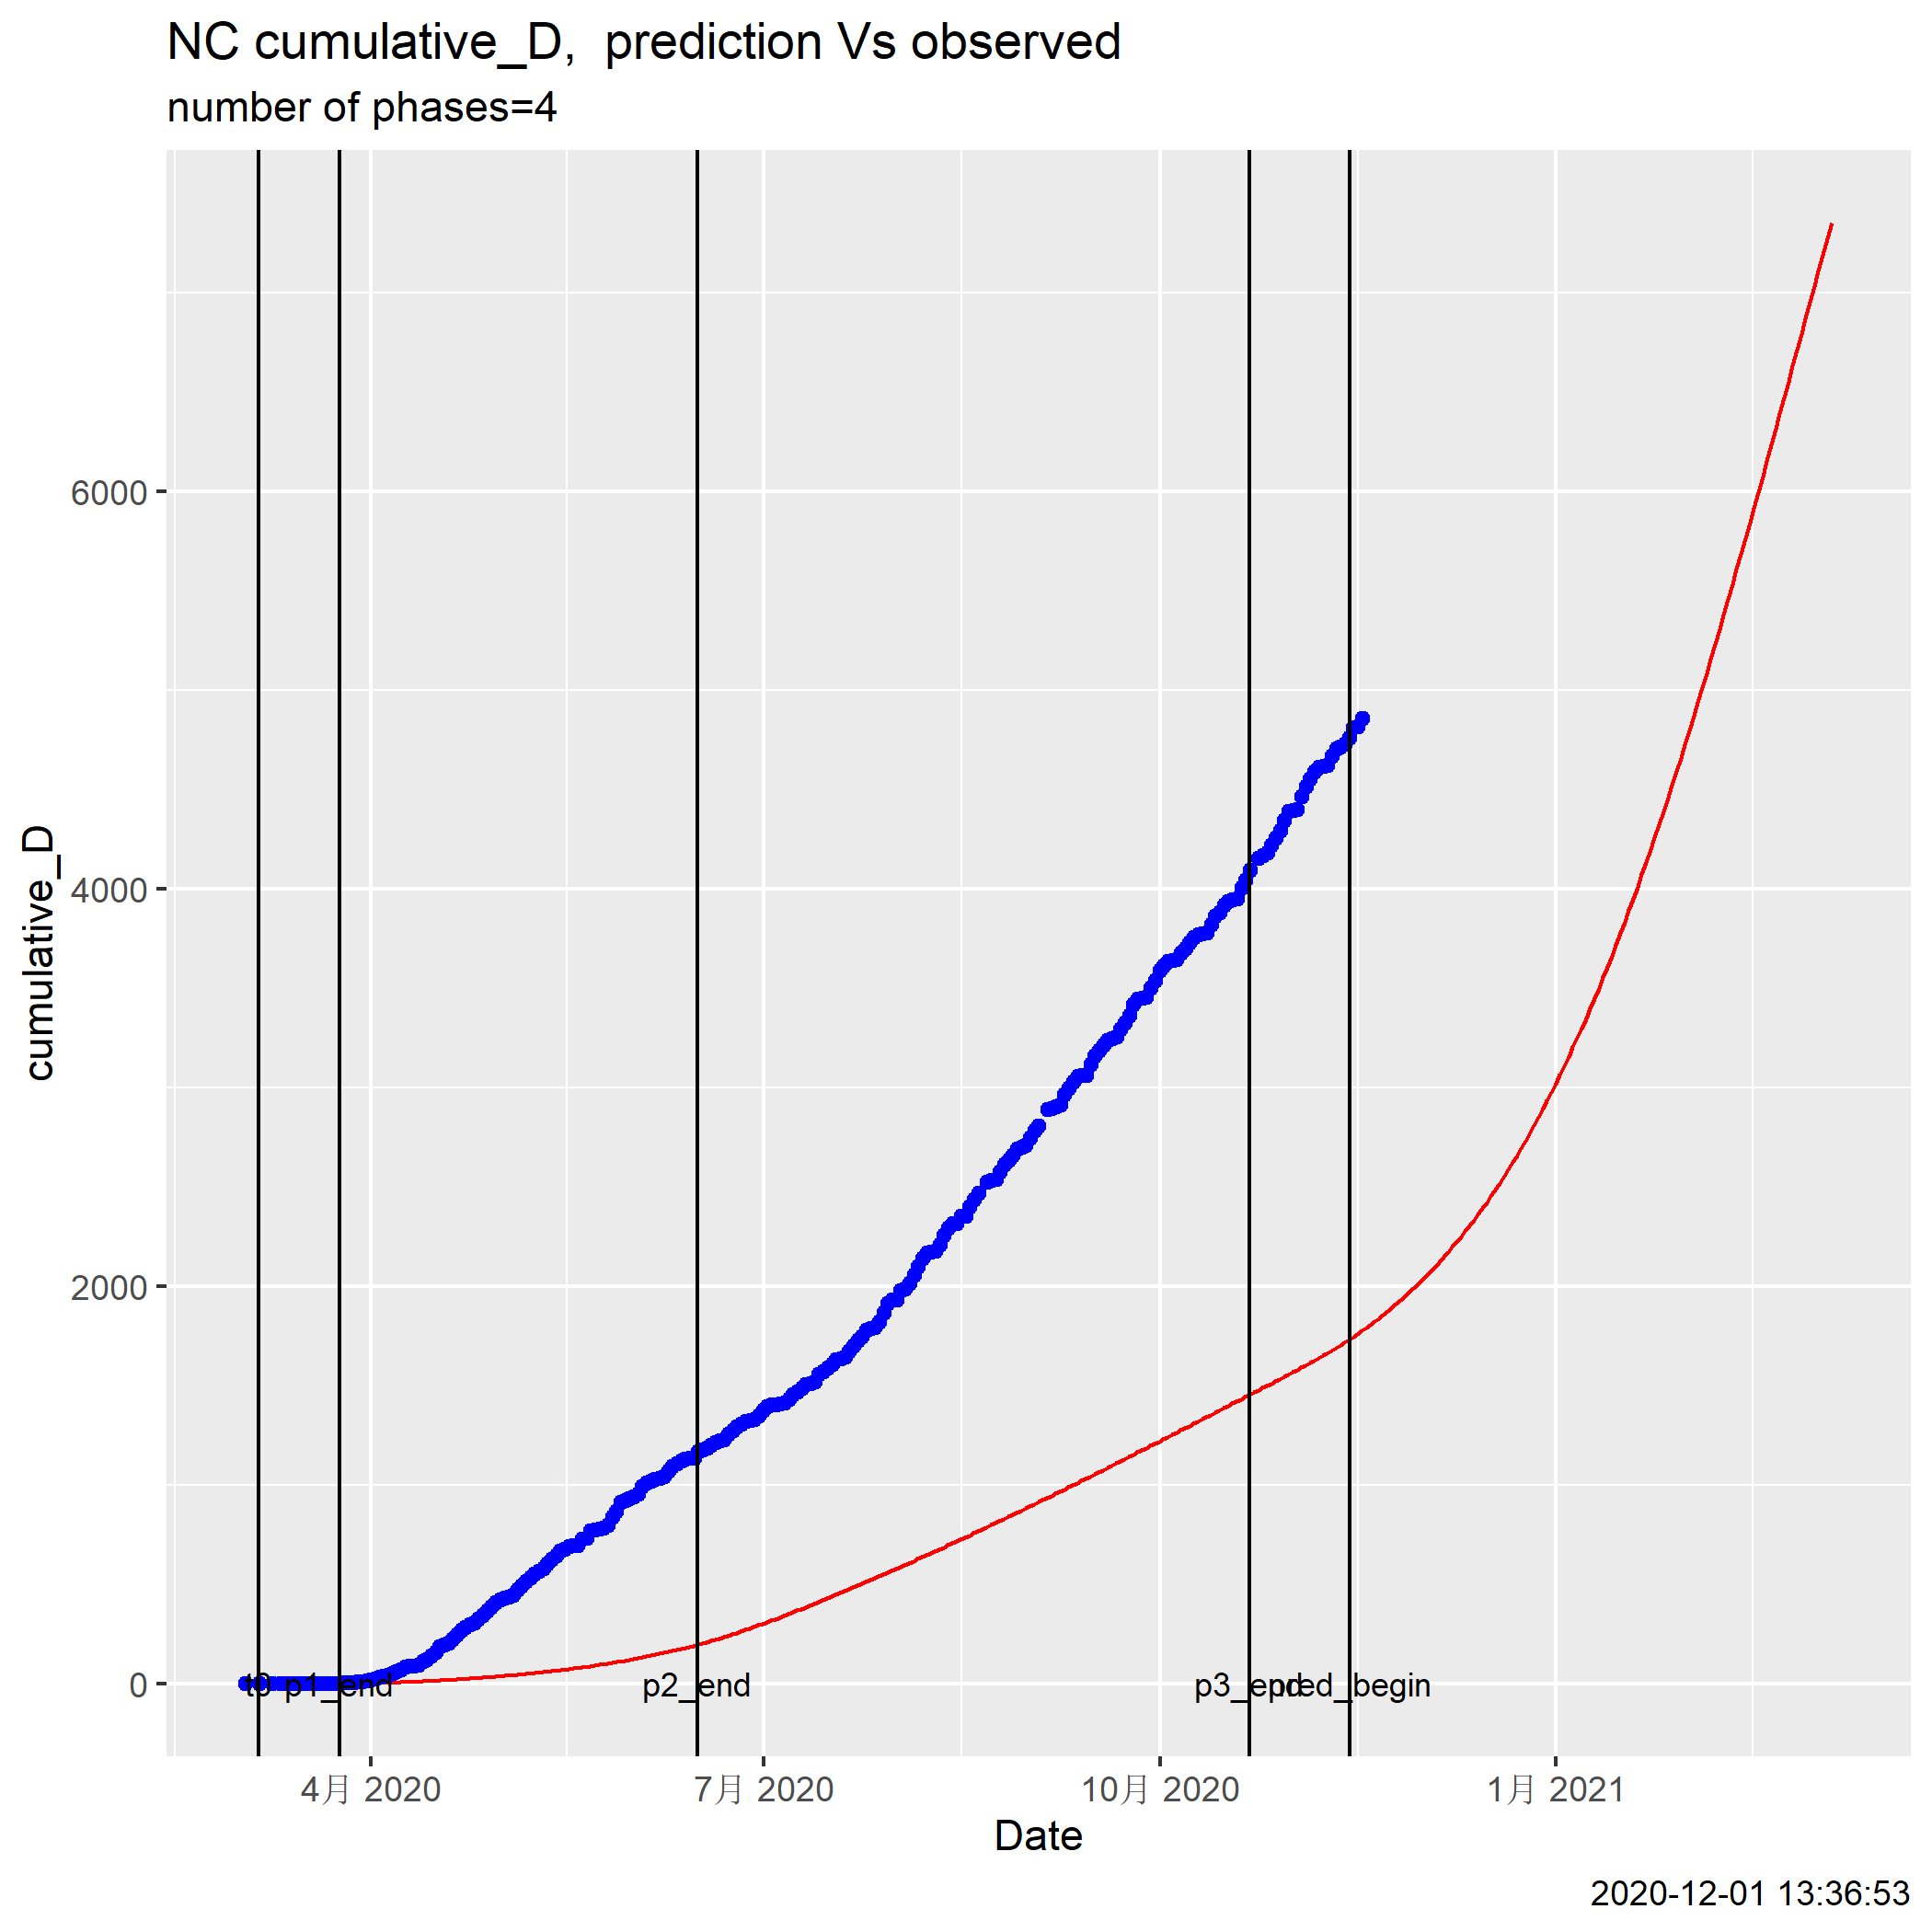 NC cumulative_D,  prediction Vs observed
number of phases=4
cumulative_D
6000
4000
2000
0
t0 p1_end p2_end p3_end pred_begin
4月 2020 7月 2020 10月 2020 1月 2021
Date
2020-12-01 13:36:53